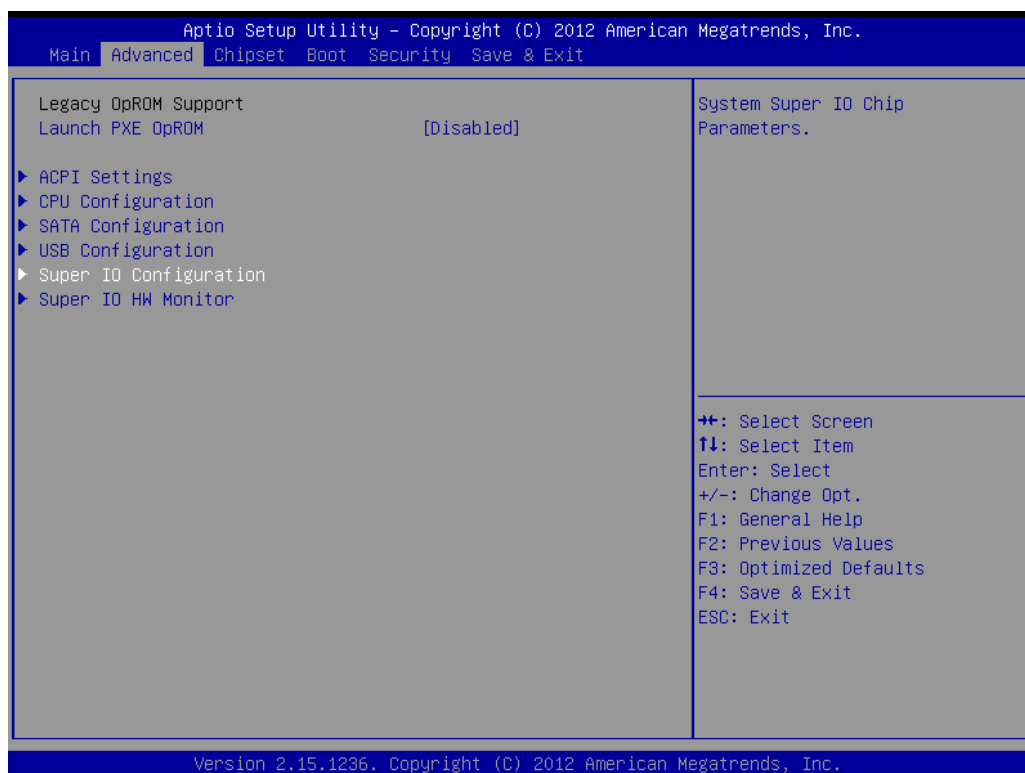 Aptio Setup Utility – Copyright (C) 2012 American Megatrends, Inc.
Main Advanced Chipset Boot Security Save & Exit
Legacy OpROM Support
Launch PXE OpROM [Disabled]
ACPI Settings
CPU Configuration
SATA Configuration
USB Configuration
Super IO Configuration
Super IO HW Monitor
System Super IO Chip
Parameters.
→←: Select Screen
↑↓: Select Item
Enter: Select
+/-: Change Opt.
F1: General Help
F2: Previous Values
F3: Optimized Defaults
F4: Save & Exit
ESC: Exit
Version 2.15.1236. Copyright (C) 2012 American Megatrends, Inc.